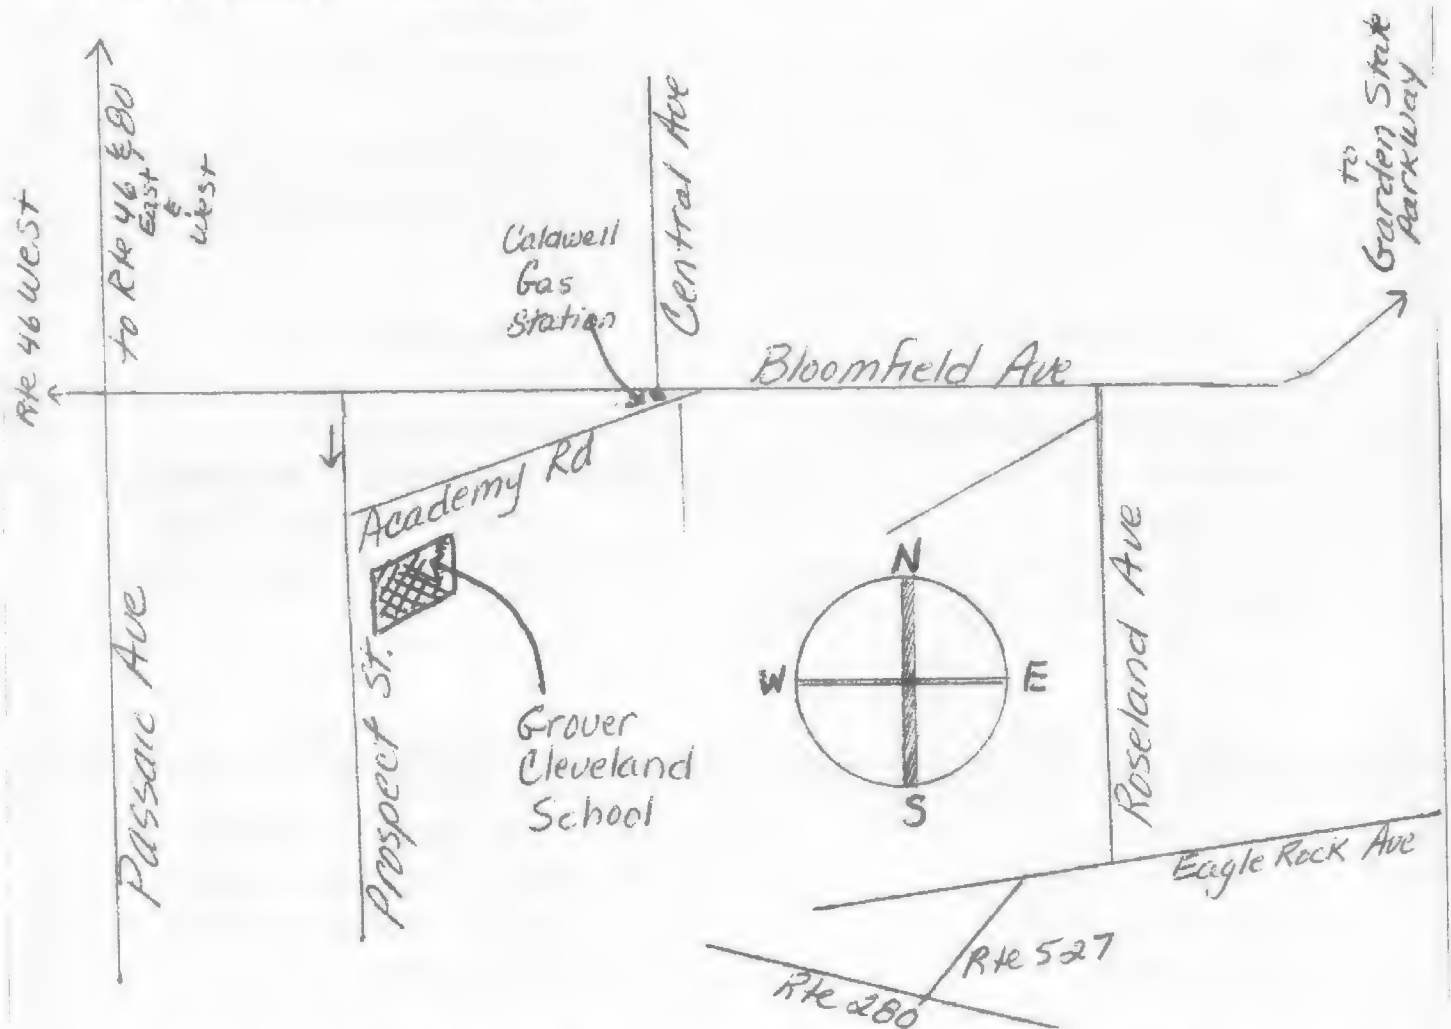 to
Garden State
Parkway
to Rte 46 & 80
East
&
West
Rte 46 West
Central Ave
Caldwell
Gas
Station
Bloomfield Ave
Academy Rd
N
W
E
S
Grover
Cleveland
School
Passaic Ave
Prospect St.
Roseland Ave
Eagle Rock Ave
Rte 527
Rte 280